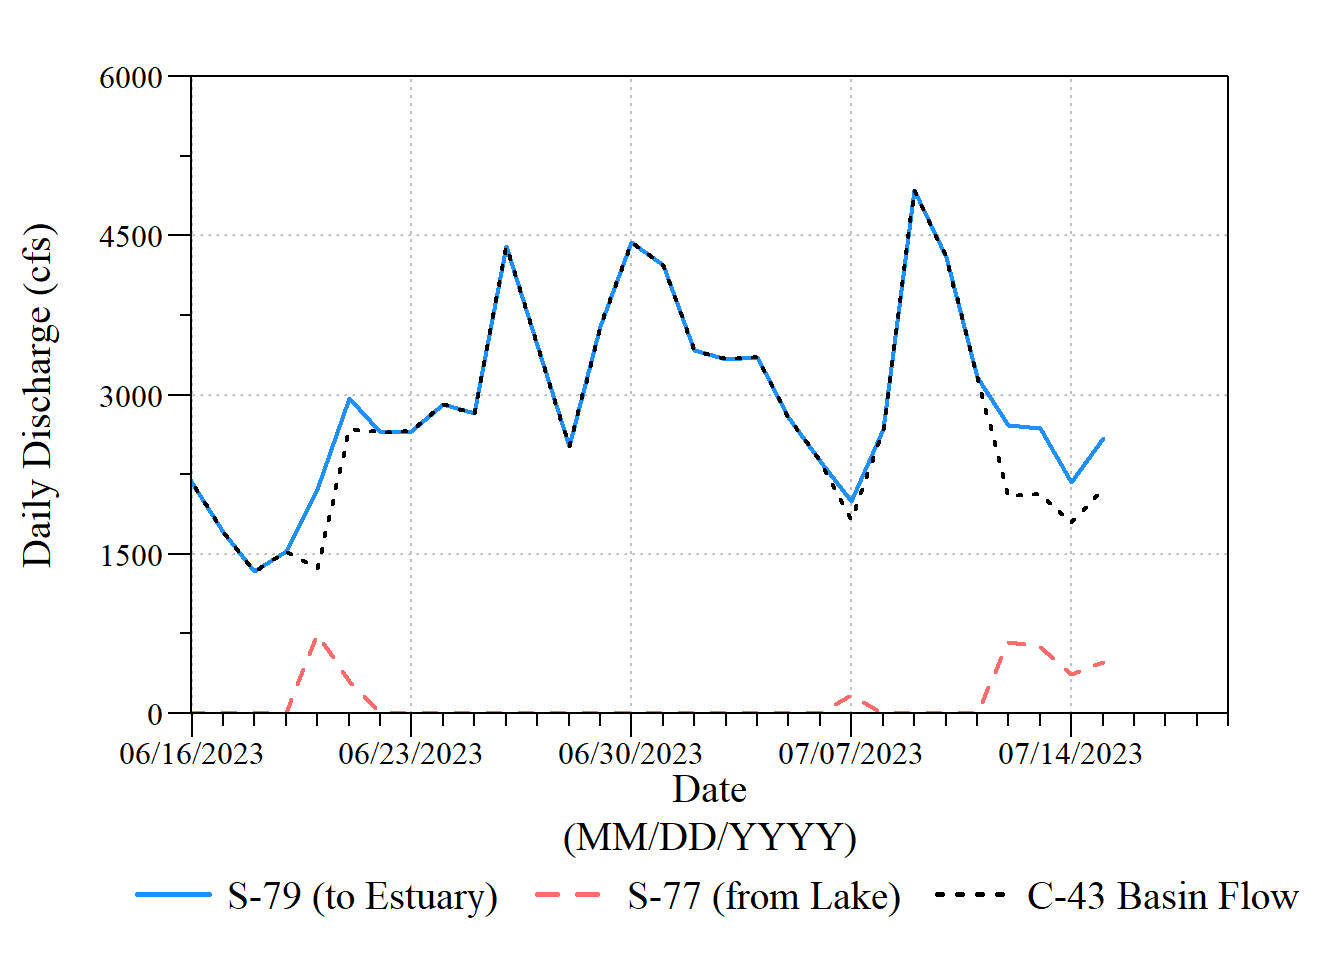 6000
4500
3000
1500
0
Daily Discharge (cfs)
06/16/2023 06/23/2023 06/30/2023 07/07/2023 07/14/2023
Date
(MM/DD/YYYY)
S-79 (to Estuary) S-77 (from Lake) C-43 Basin Flow